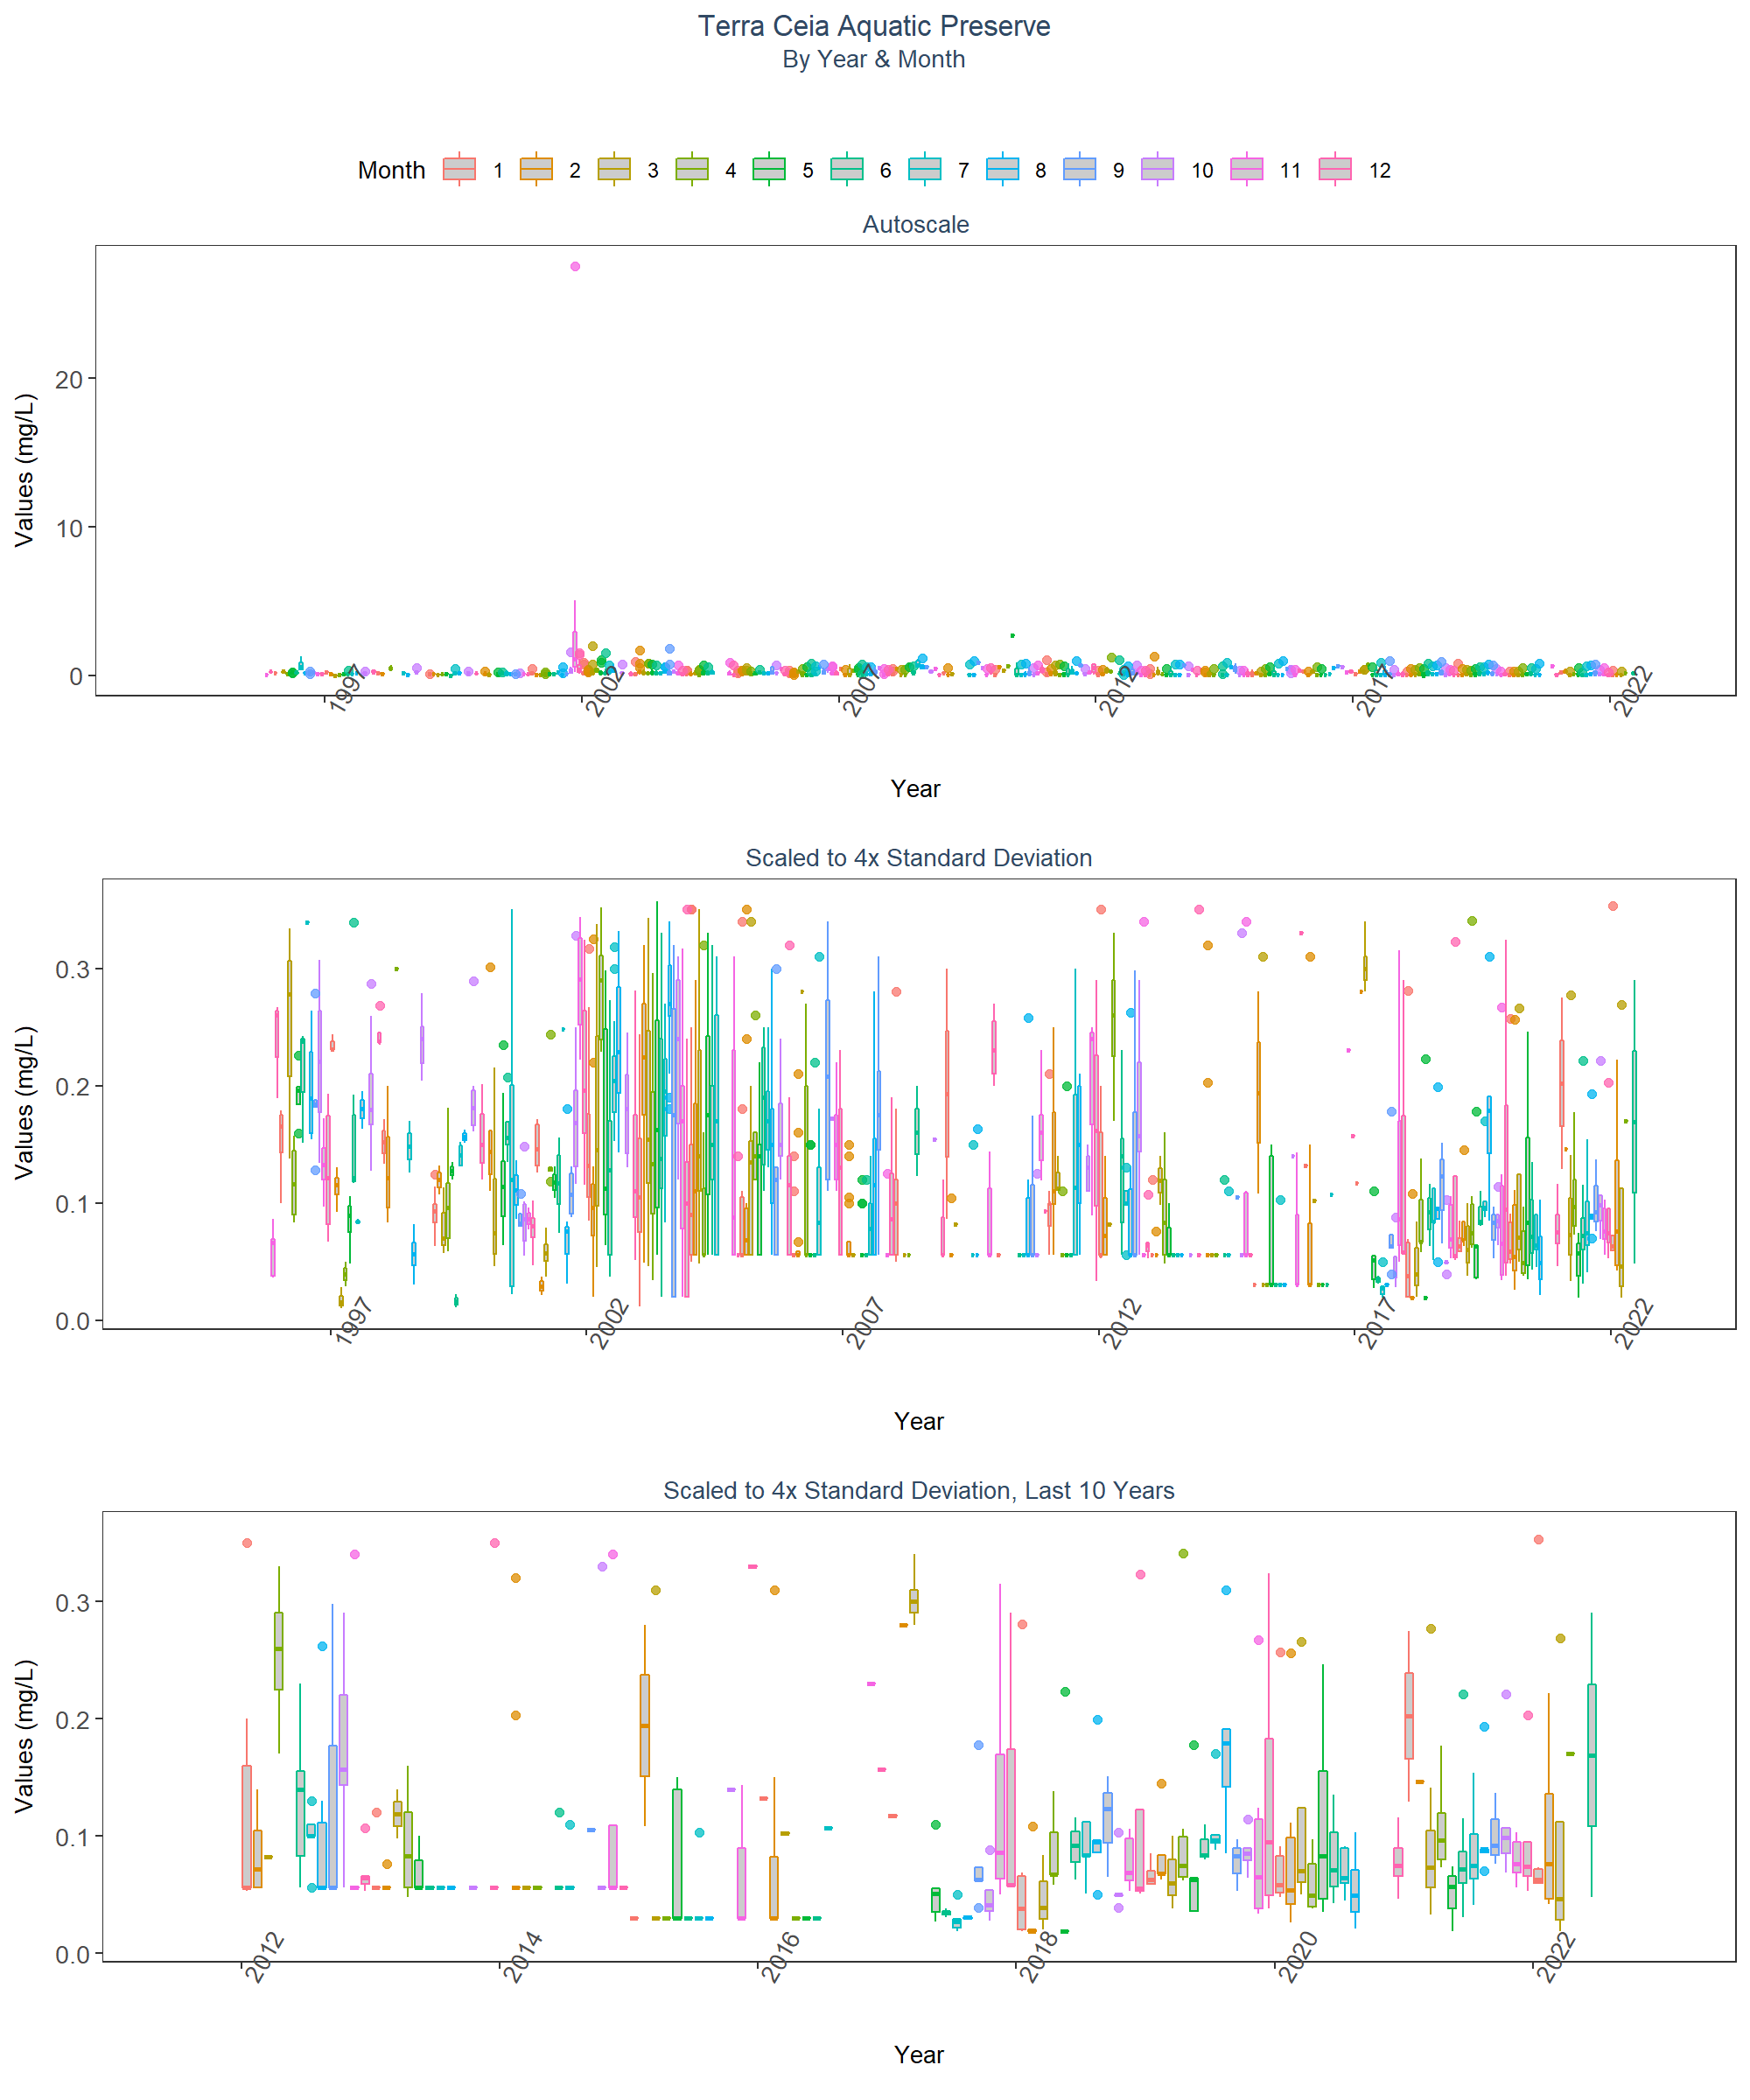 Terra Ceia Aquatic Preserve
By Year & Month
Month 1 2 3 4 5 6 7 8 9 10 11 12
Autoscale
Values (mg/L)
20
10
0
1997 2002 2007 2012 2017 2022
Year
Scaled to 4x Standard Deviation
Values (mg/L)
0.3
0.2
0.1
0.0
1997 2002 2007 2012 2017 2022
Year
Scaled to 4x Standard Deviation, Last 10 Years
Values (mg/L)
0.3
0.2
0.1
0.0
2012 2014 2016 2018 2020 2022
Year